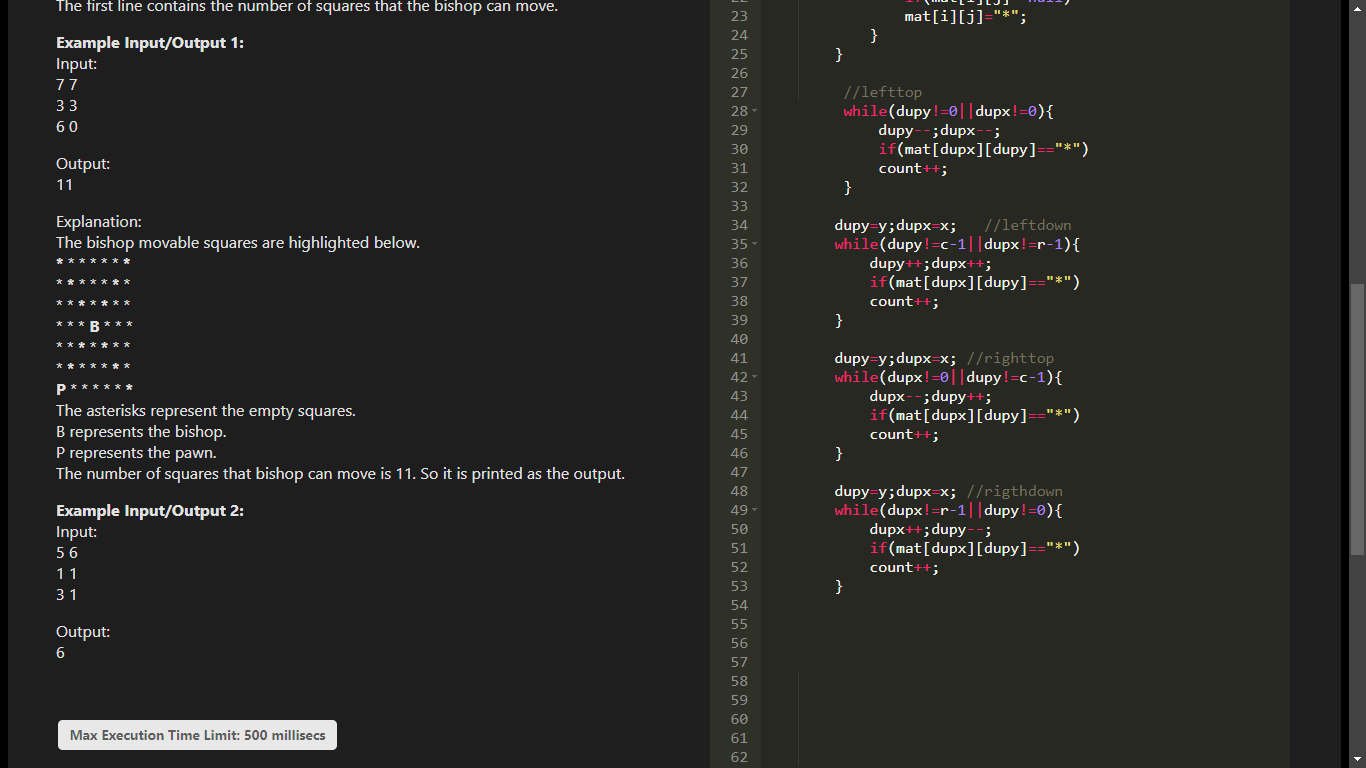 The first line contains the number of squares that the bishop can move.
Example Input/Output 1:
Input:
7 7
3 3
6 0
Output:
11
Explanation:
The bishop movable squares are highlighted below.
* * * * * * *
* * * * * * *
* * * * * * *
* * * B * * *
* * * * * * *
* * * * * * *
P * * * * * *
The asterisks represent the empty squares.
B represents the bishop.
P represents the pawn.
The number of squares that bishop can move is 11. So it is printed as the output.
Example Input/Output 2:
Input:
5 6
1 1
3 1
Output:
6
Max Execution Time Limit: 500 millisecs
23 mat[i][j]="*";
24 }
25 }
26
27 //lefttop
28 while(dupy!=0||dupx!=0){
29 dupy--;dupx--;
30 if(mat[dupx][dupy]=="*")
31 count++;
32 }
33
34 dupy=y;dupx=x; //leftdown
35 while(dupy!=c-1||dupx!=r-1){
36 dupy++;dupx++;
37 if(mat[dupx][dupy]=="*")
38 count++;
39 }
40
41 dupy=y;dupx=x; //righttop
42 while(dupx!=0||dupy!=c-1){
43 dupx--;dupy++;
44 if(mat[dupx][dupy]=="*")
45 count++;
46 }
47
48 dupy=y;dupx=x; //rigthdown
49 while(dupx!=r-1||dupy!=0){
50 dupx++;dupy--;
51 if(mat[dupx][dupy]=="*")
52 count++;
53 }
54
55
56
57
58
59
60
61
62